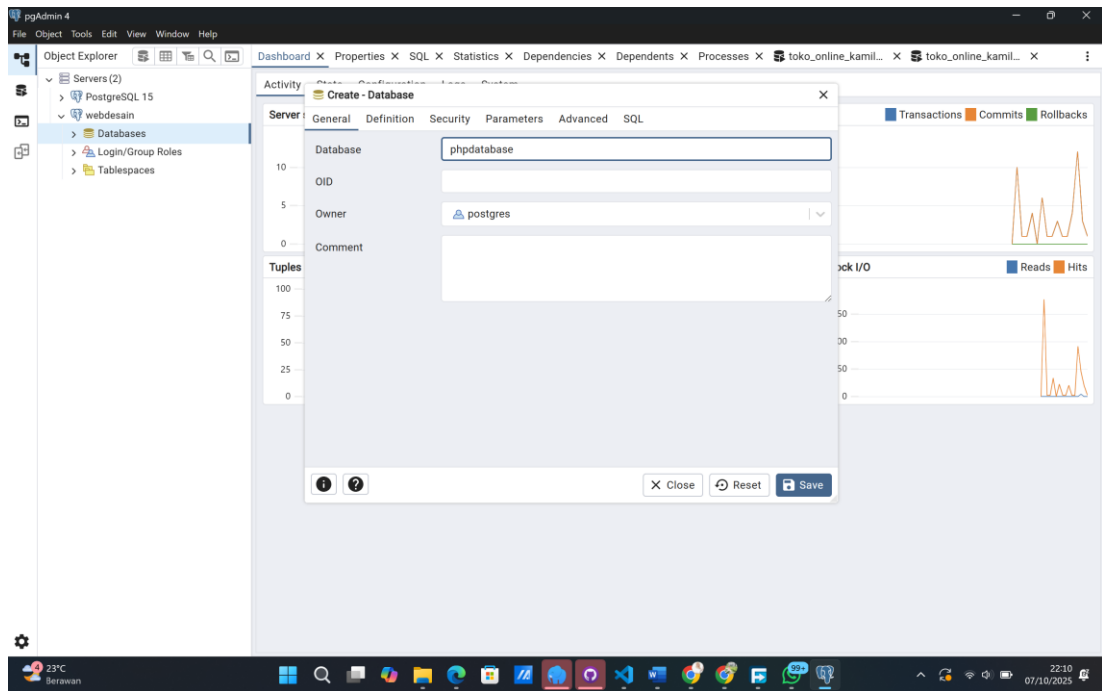 pgAdmin 4
File Object Tools Edit View Window Help
Object Explorer
Dashboard Properties SQL Statistics Dependencies Dependents Processes toko_online_kamil... toko_online_kamil...
Servers (2)
PostgreSQL 15
webdesain
Databases
Login/Group Roles
Tablespaces
Activity
Create - Database
Server
General Definition Security Parameters Advanced SQL
Transactions Commits Rollbacks
Database phpdatabase
OID
Owner postgres
Comment
10
5
0
Tuples
Reads Hits
100
75
50
25
0
0
Close Reset Save
4
23°C
Berawan
99+
22:10
07/10/2025